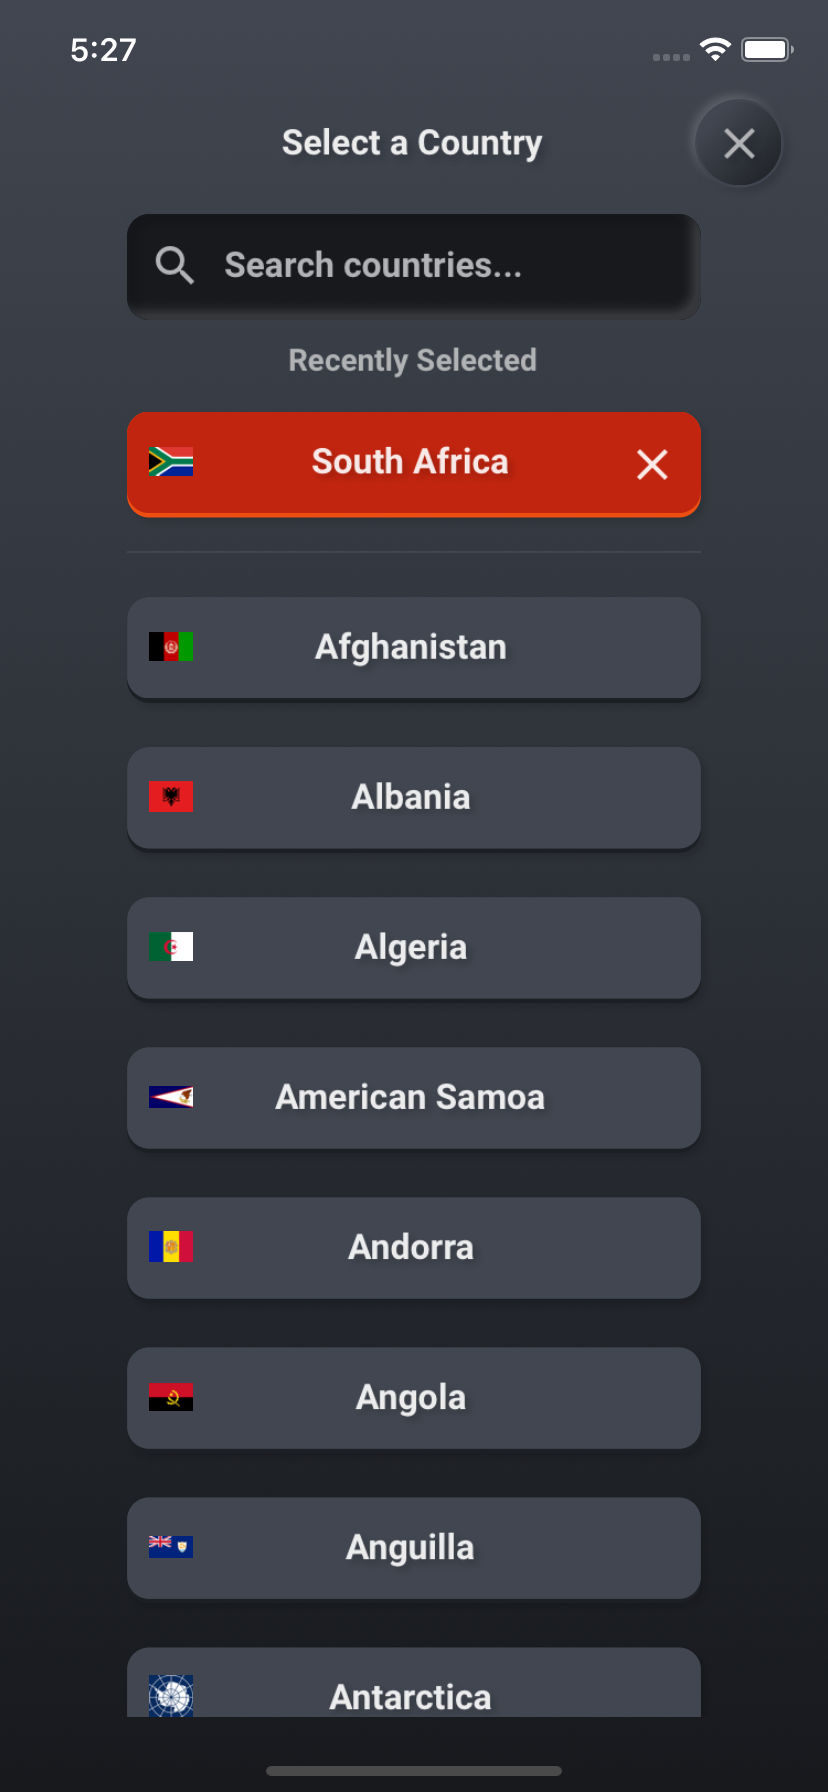 5:27
Select a Country
Search countries...
Recently Selected
South Africa
Afghanistan
Albania
Algeria
American Samoa
Andorra
Angola
Anguilla
Antarctica